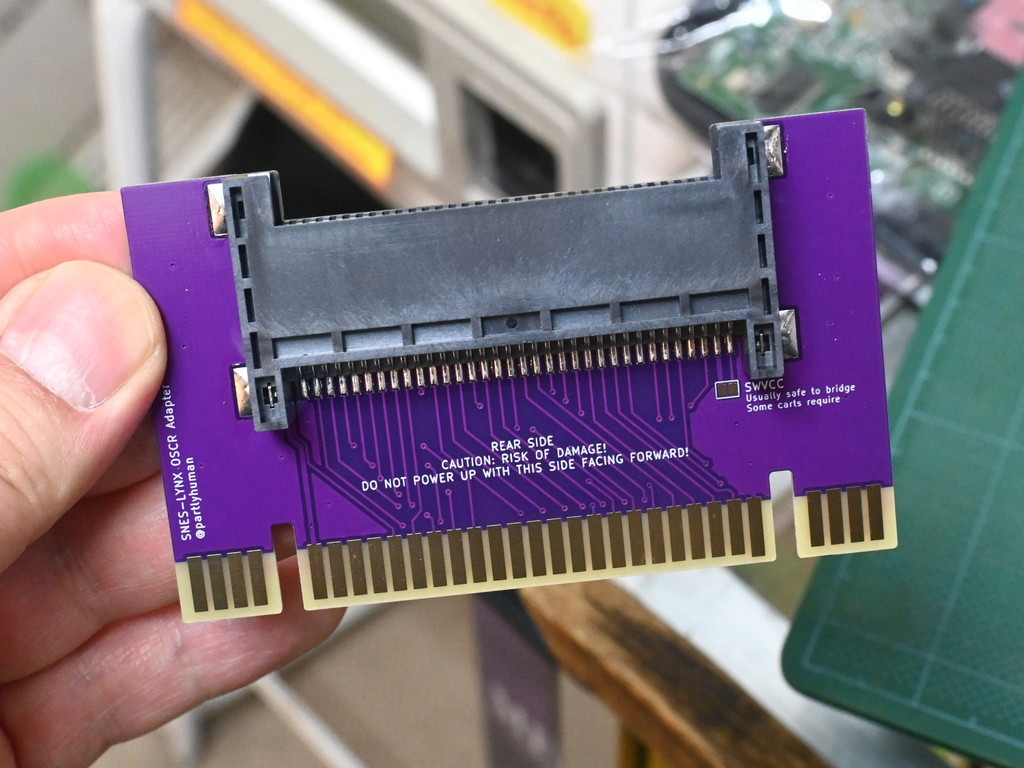 SWVCC
Usually safe to bridge
Some carts require
REAR SIDE
CAUTION: RISK OF DAMAGE!
DO NOT POWER UP WITH THIS SIDE FACING FORWARD!
SNES-LYNX OSCR Adapter
@partlyhuman